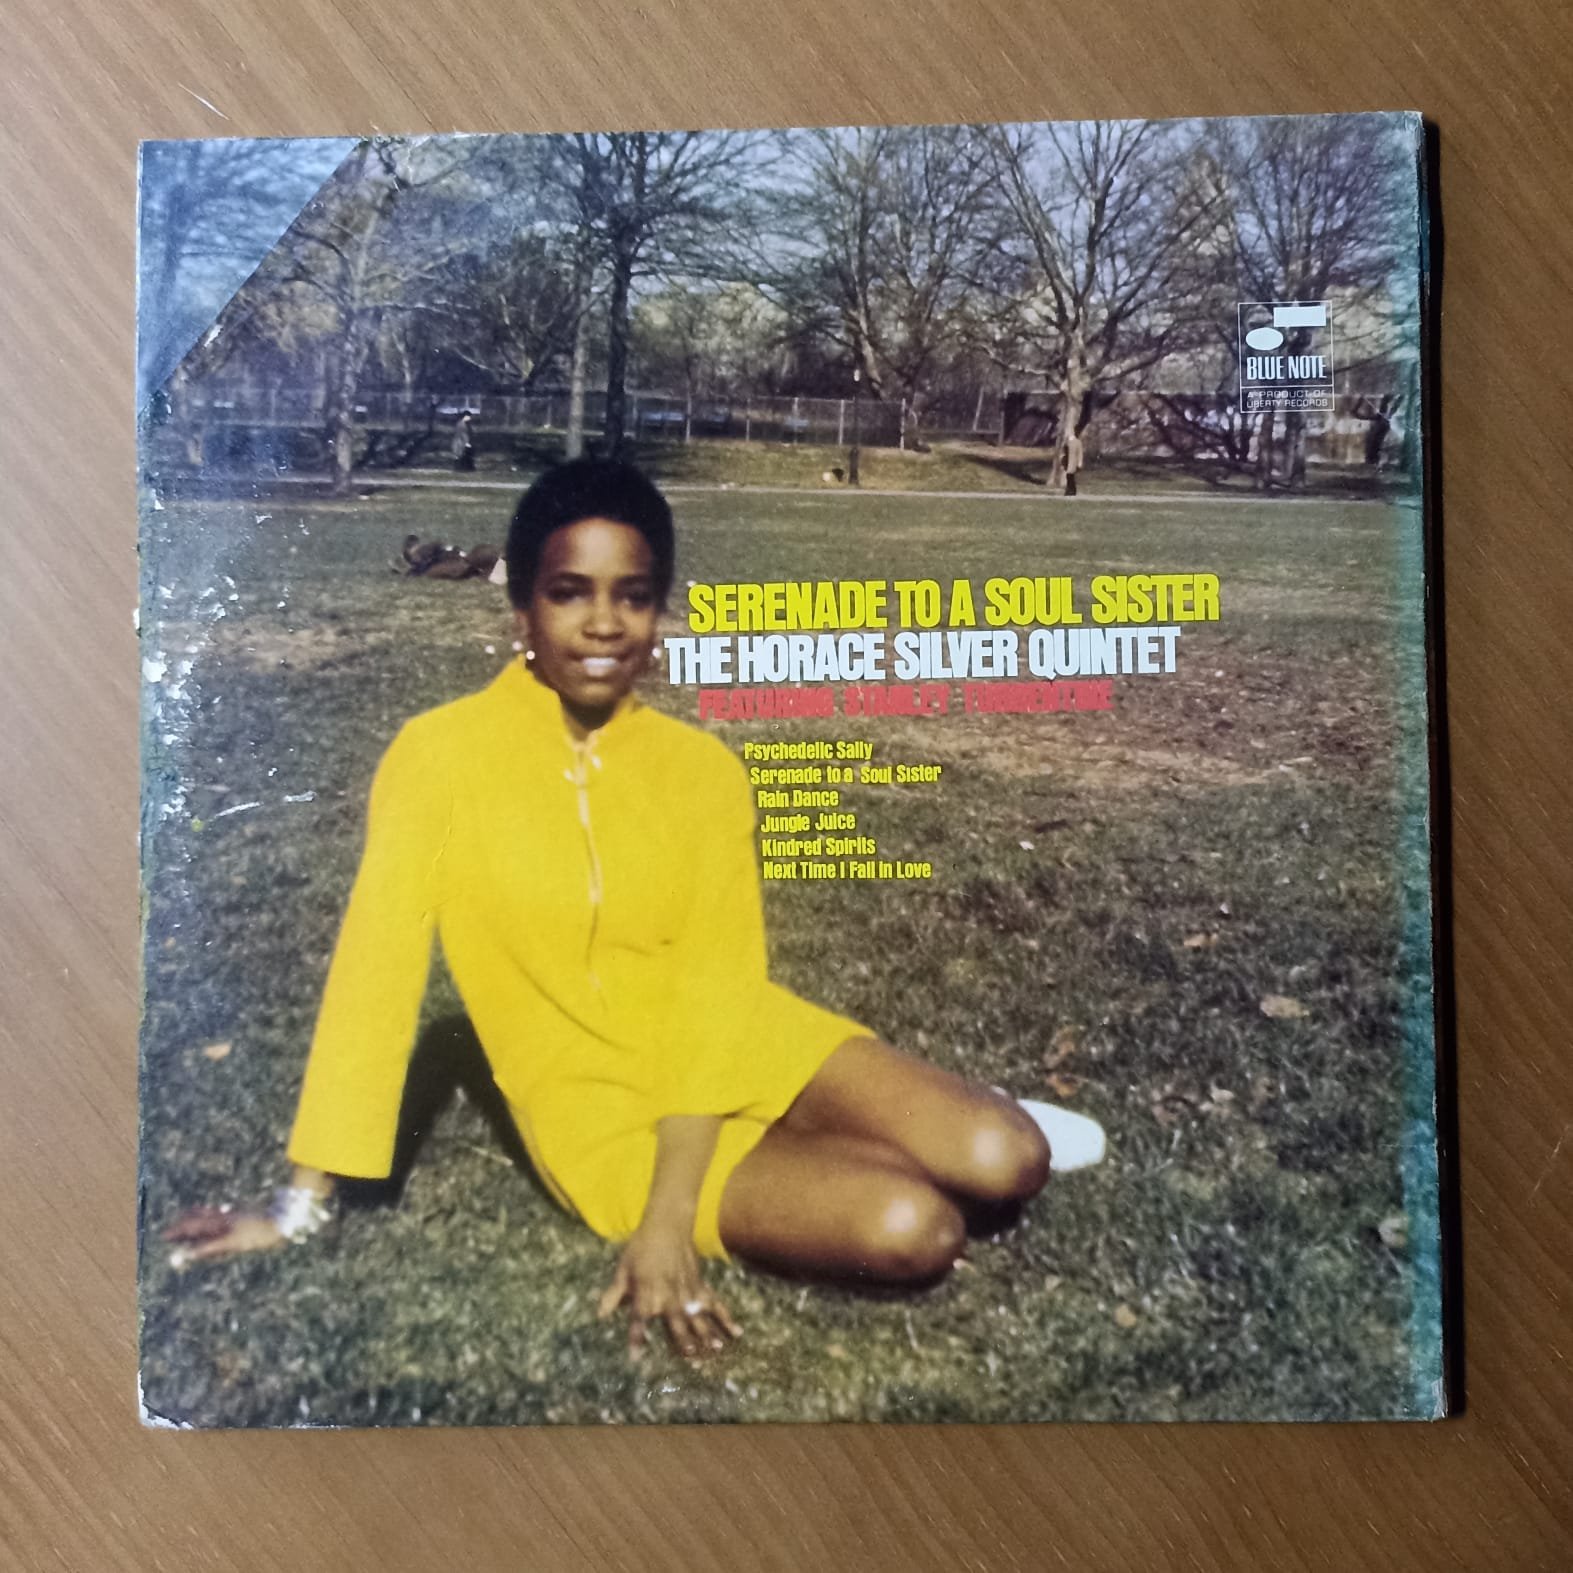 SERENADE TO A SOUL SISTER
THE HORACE SILVER QUINTET
FEATURING STANLEY TURRENTINE
Psychedelic Sally
Serenade to a Soul Sister
Rain Dance
Jungle Juice
Kindred Spirits
Next Time I Fall in Love
BLUE NOTE
A PRODUCT OF
LIBERTY RECORDS